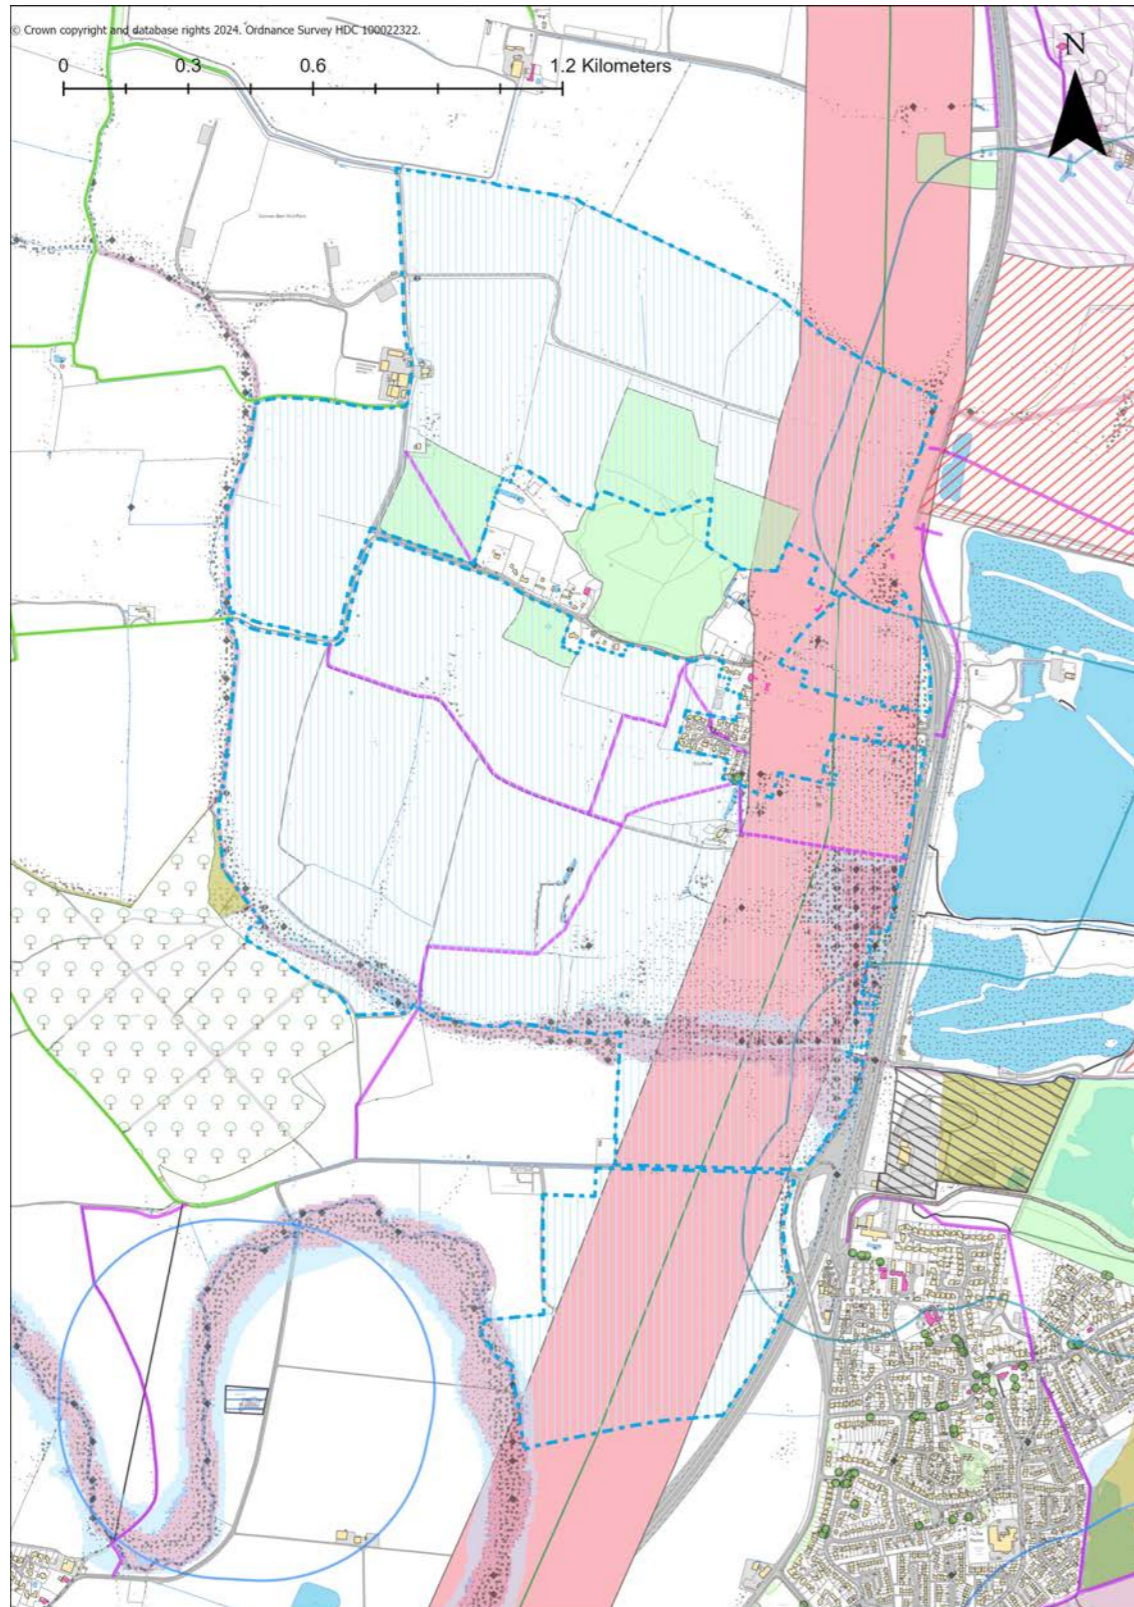 © Crown copyright and database rights 2024. Ordnance Survey HDC 100022322.
0 0.3 0.6 1.2 Kilometers
N